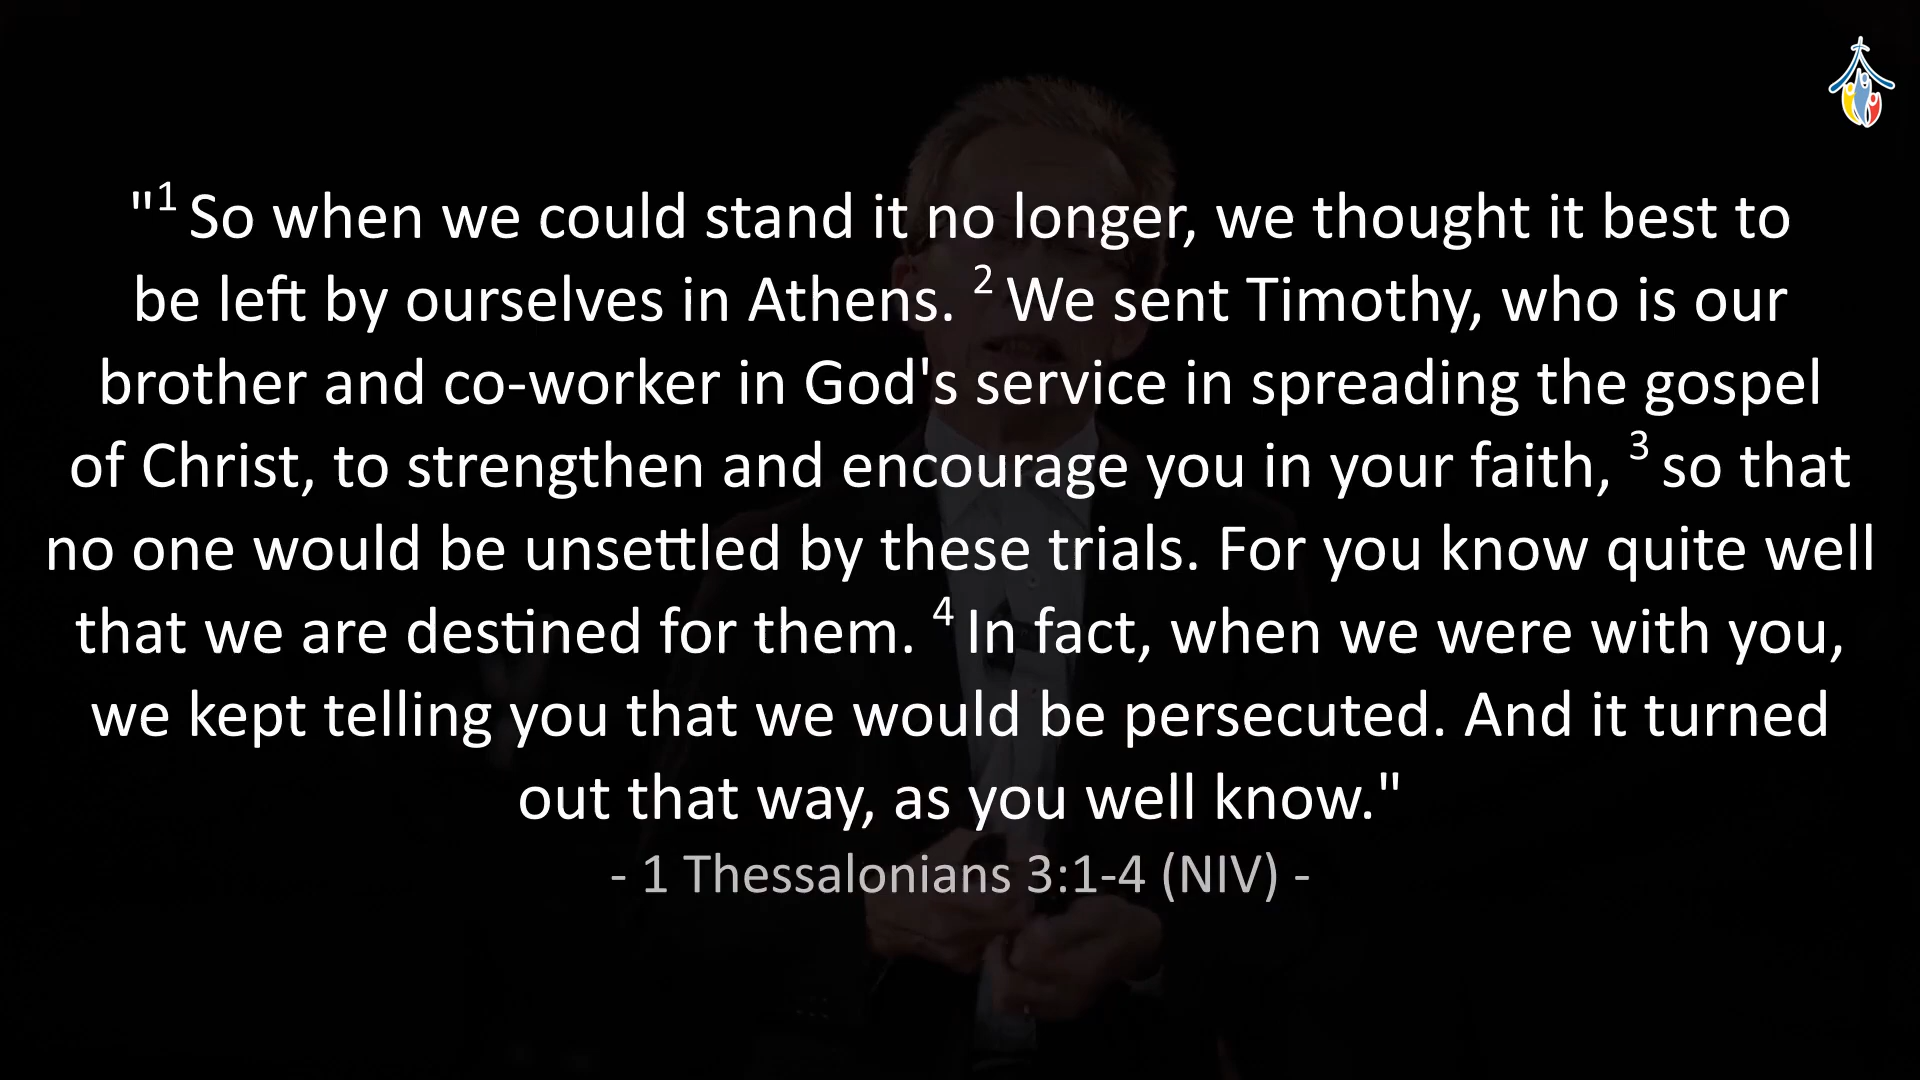 "1 So when we could stand it no longer, we thought it best to
be left by ourselves in Athens. 2 We sent Timothy, who is our
brother and co-worker in God's service in spreading the gospel
of Christ, to strengthen and encourage you in your faith, 3 so that
no one would be unsettled by these trials. For you know quite well
that we are destined for them. 4 In fact, when we were with you,
we kept telling you that we would be persecuted. And it turned
out that way, as you well know."
- 1 Thessalonians 3:1-4 (NIV) -